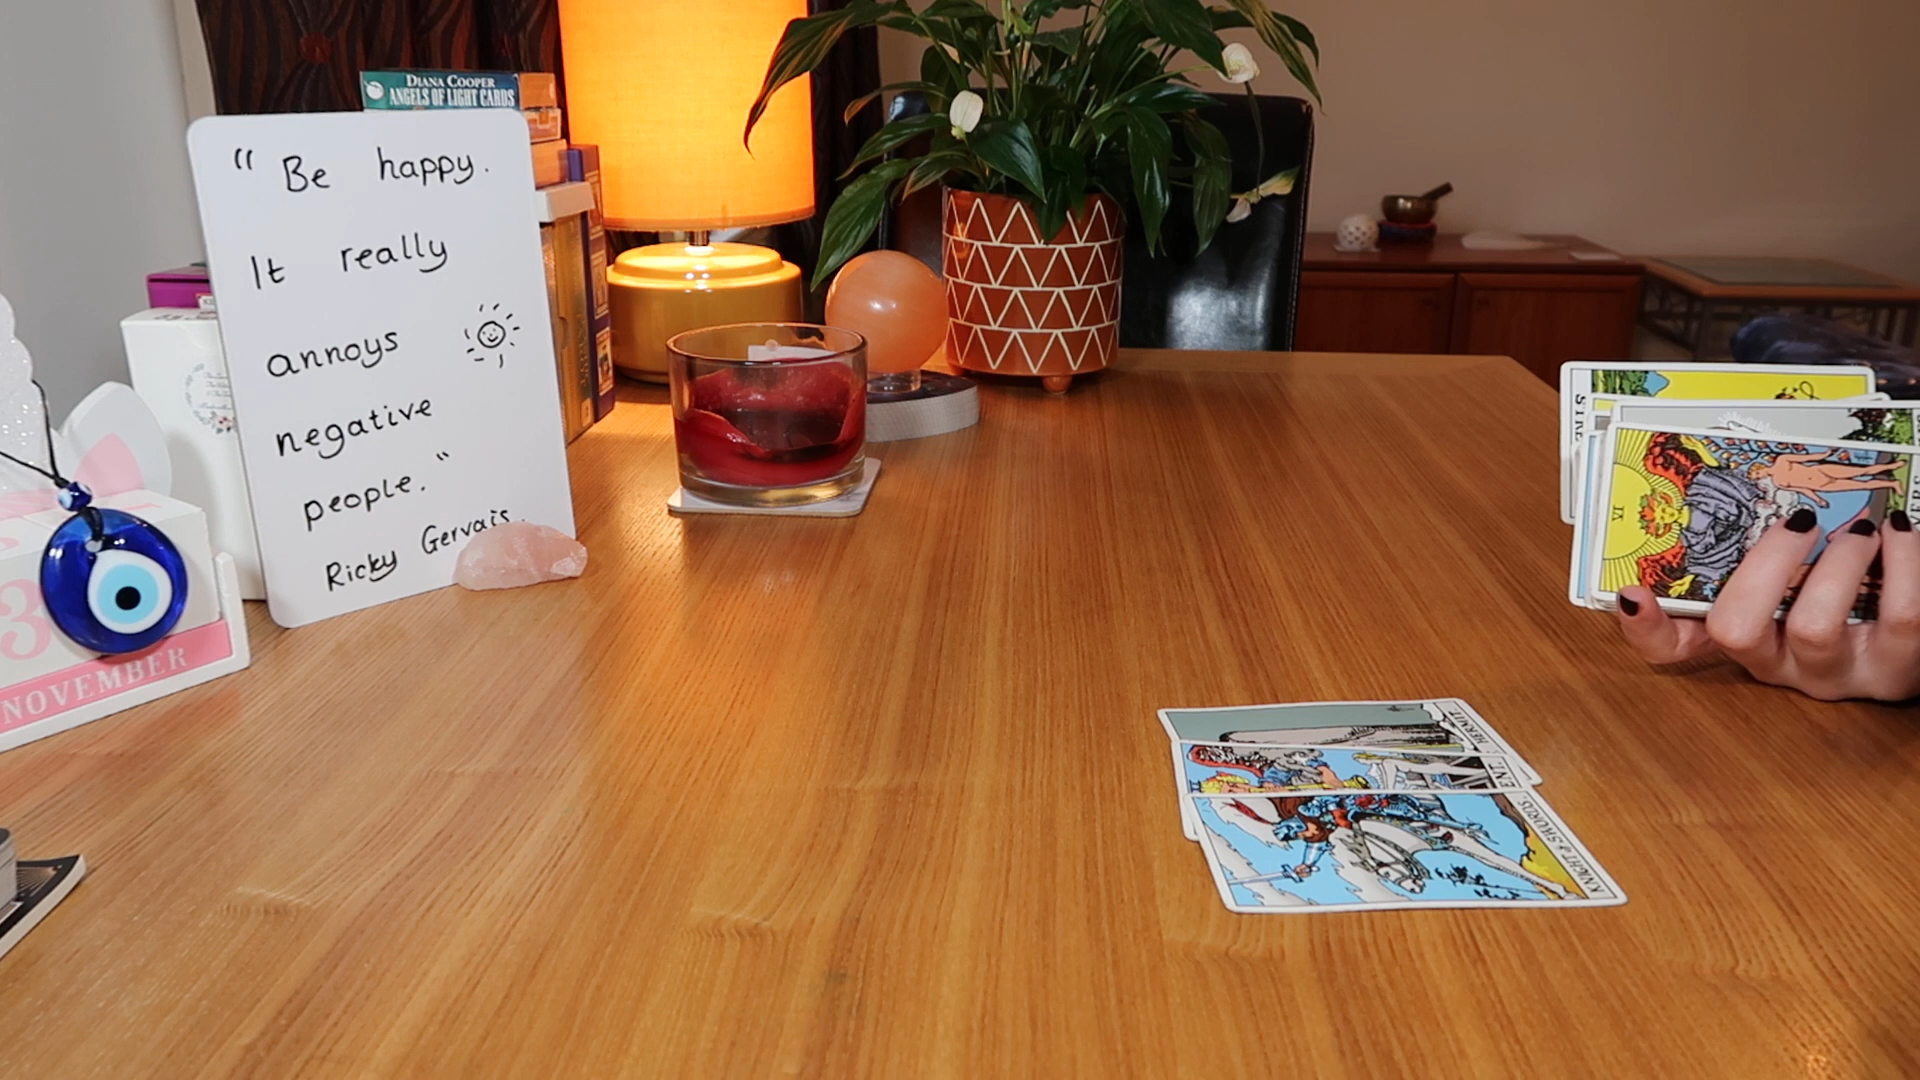 DIANA COOPER
ANGELS OF LIGHT CARDS
“ Be happy.
It really
annoys
negative
people. “
Ricky Gervais.
3
NOVEMBER
HERMIT
KNIGHT of SWORDS.